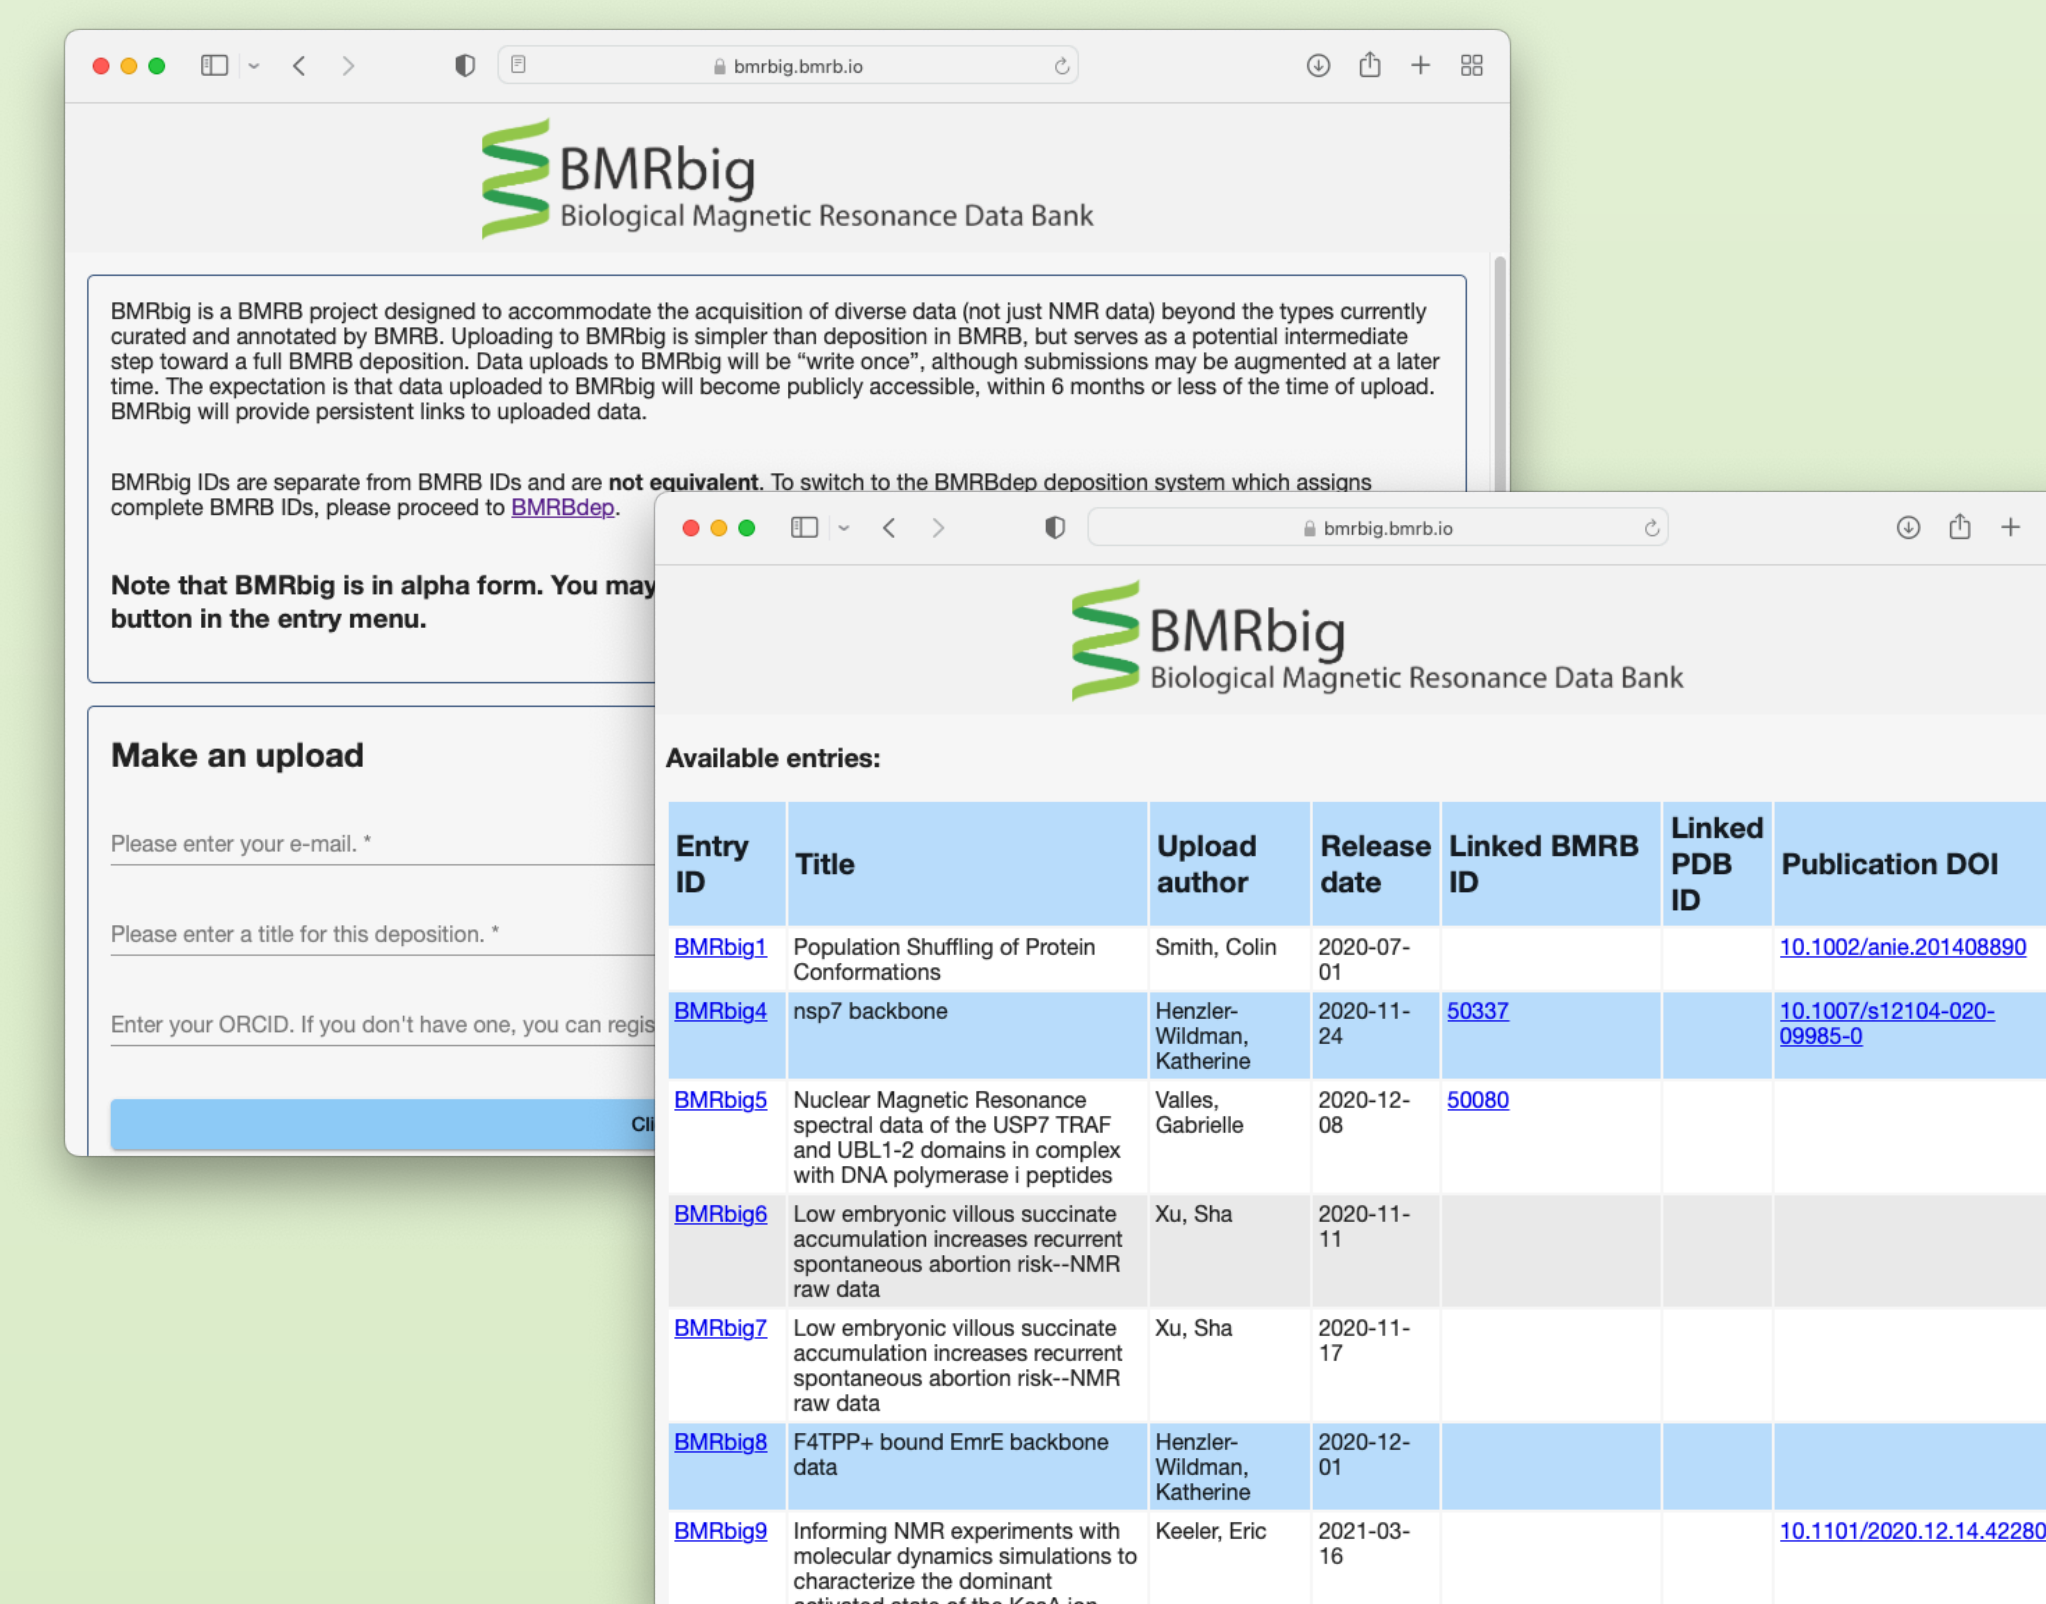 bmrbig.bmrb.io
BMRbig
Biological Magnetic Resonance Data Bank
BMRbig is a BMRB project designed to accommodate the acquisition of diverse data (not just NMR data) beyond the types currently
curated and annotated by BMRB. Uploading to BMRbig is simpler than deposition in BMRB, but serves as a potential intermediate
step toward a full BMRB deposition. Data uploads to BMRbig will be “write once”, although submissions may be augmented at a later
time. The expectation is that data uploaded to BMRbig will become publicly accessible, within 6 months or less of the time of upload.
BMRbig will provide persistent links to uploaded data.
BMRbig IDs are separate from BMRB IDs and are not equivalent. To switch to the BMRBdep deposition system which assigns
complete BMRB IDs, please proceed to BMRBdep.
Note that BMRbig is in alpha form. You may
button in the entry menu.
Make an upload
Please enter your e-mail. *
Please enter a title for this deposition. *
Enter your ORCID. If you don't have one, you can regis
Cli
bmrbig.bmrb.io
BMRbig
Biological Magnetic Resonance Data Bank
Available entries:
Entry
ID
Title
Upload
author
Release
date
Linked BMRB
ID
Linked
PDB
ID
Publication DOI
BMRbig1
Population Shuffling of Protein
Conformations
Smith, Colin
2020-07-
01
10.1002/anie.201408890
BMRbig4
nsp7 backbone
Henzler-
Wildman,
Katherine
2020-11-
24
50337
10.1007/s12104-020-
09985-0
BMRbig5
Nuclear Magnetic Resonance
spectral data of the USP7 TRAF
and UBL1-2 domains in complex
with DNA polymerase i peptides
Valles,
Gabrielle
2020-12-
08
50080
BMRbig6
Low embryonic villous succinate
accumulation increases recurrent
spontaneous abortion risk--NMR
raw data
Xu, Sha
2020-11-
11
BMRbig7
Low embryonic villous succinate
accumulation increases recurrent
spontaneous abortion risk--NMR
raw data
Xu, Sha
2020-11-
17
BMRbig8
F4TPP+ bound EmrE backbone
data
Henzler-
Wildman,
Katherine
2020-12-
01
BMRbig9
Informing NMR experiments with
molecular dynamics simulations to
characterize the dominant
activated state of the KcsA ion
Keeler, Eric
2021-03-
16
10.1101/2020.12.14.42280